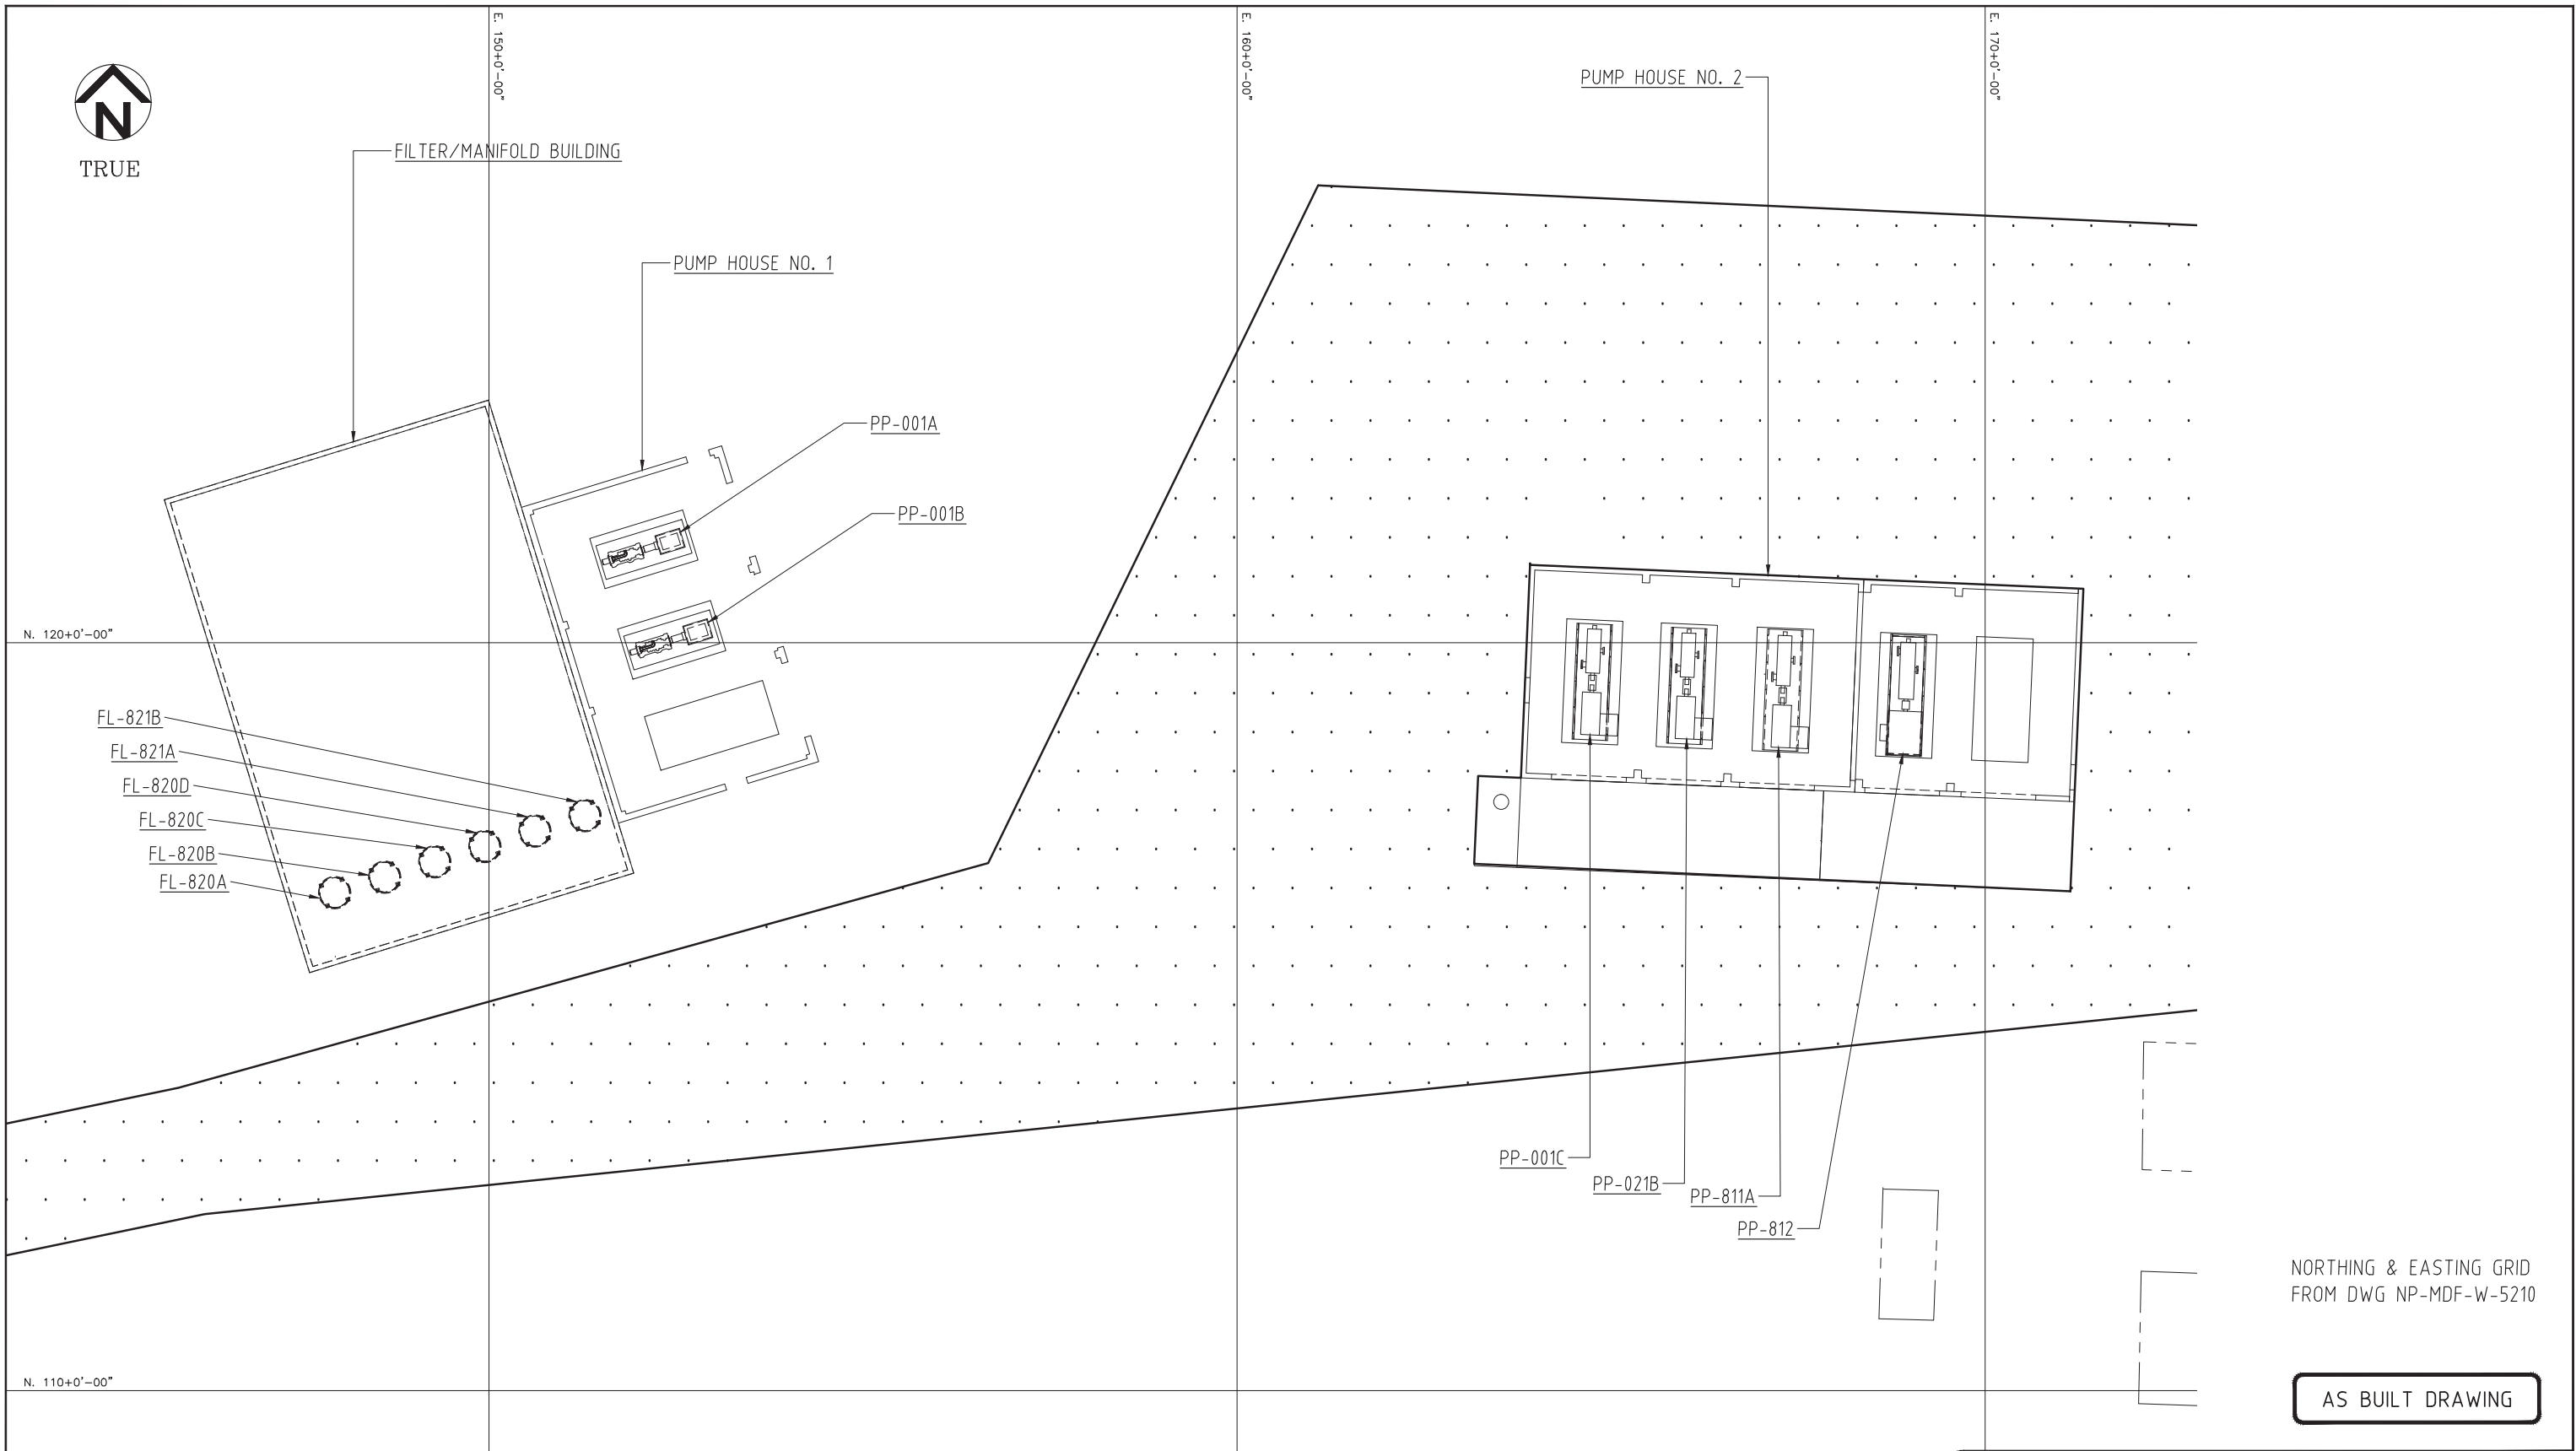 E. 150+0'-00"
E. 160+0'-00"
E. 170+0'-00"
N
TRUE
PUMP HOUSE NO. 2
FILTER/MANIFOLD BUILDING
PUMP HOUSE NO. 1
PP-001A
PP-001B
N. 120+0'-00"
FL-821B
FL-821A
FL-820D
FL-820C
FL-820B
FL-820A
PP-001C
PP-021B
PP-811A
PP-812
NORTHING & EASTING GRID
FROM DWG NP-MDF-W-5210
N. 110+0'-00"
AS BUILT DRAWING